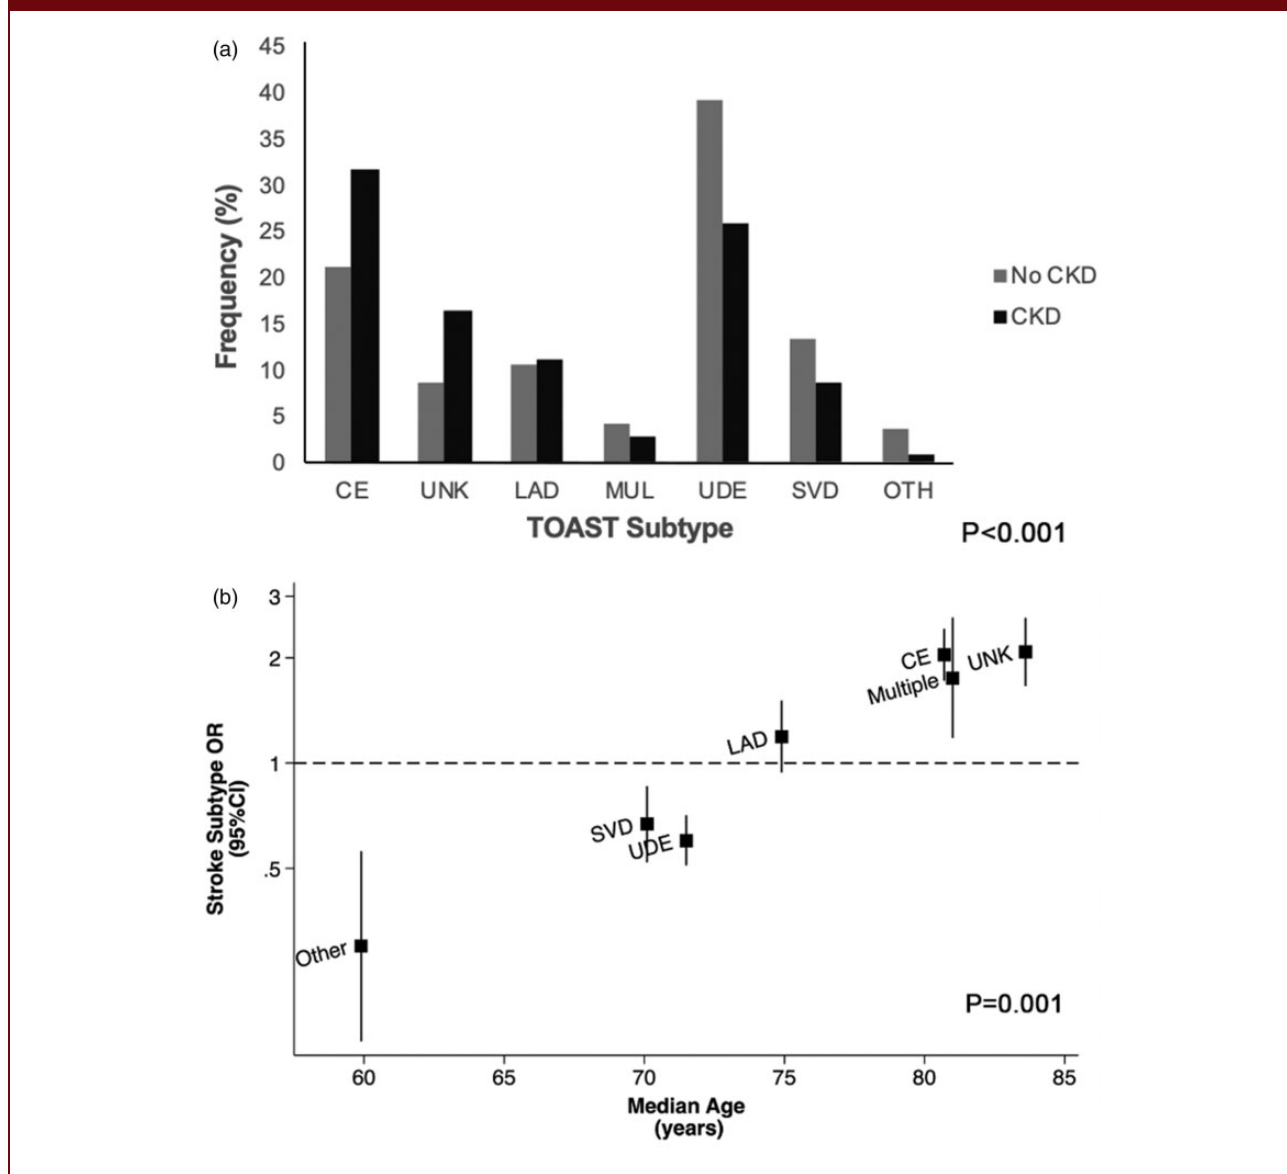 (a)
45
40
35
30
25
20
15
10
5
0
Frequency (%)
No CKD
CKD
CE UNK LAD MUL UDE SVD OTH
TOAST Subtype
P<0.001
(b)
3
2
1
.5
Stroke Subtype OR
(95%CI)
CE
Multiple
UNK
LAD
SVD
UDE
Other
P=0.001
60 65 70 75 80 85
Median Age
(years)